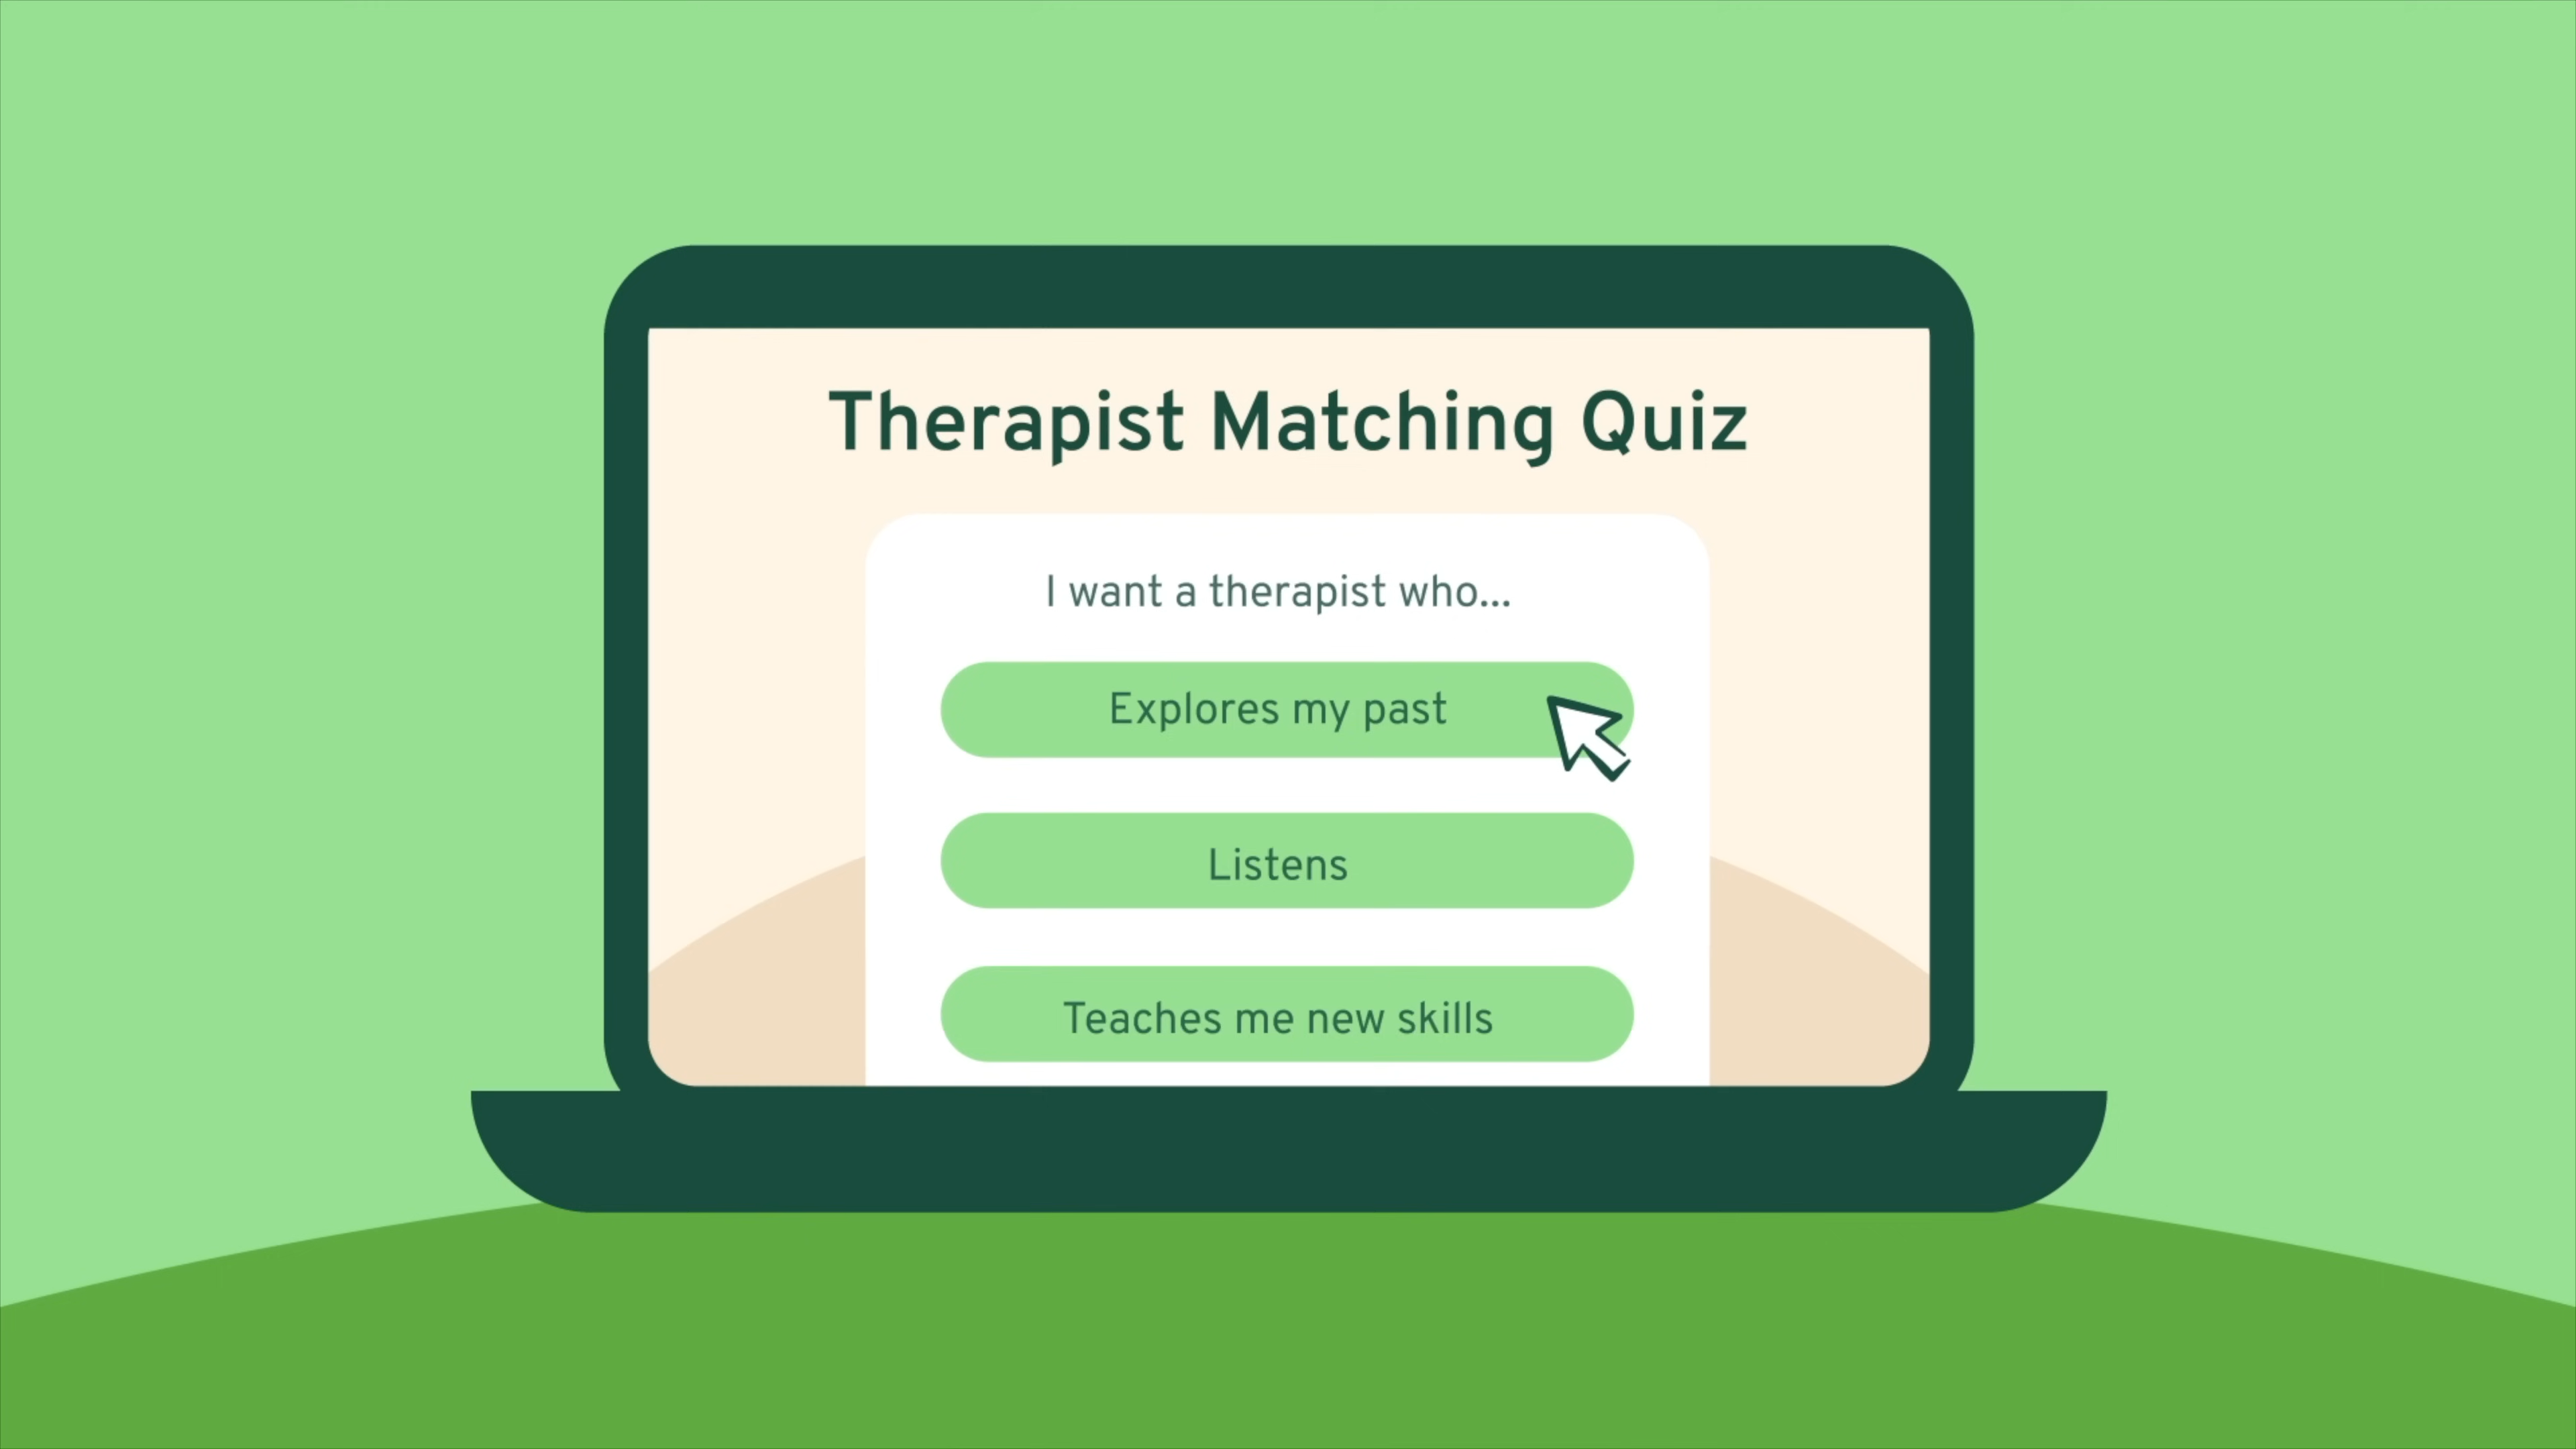 Therapist Matching Quiz
I want a therapist who...
Explores my past
Listens
Teaches me new skills